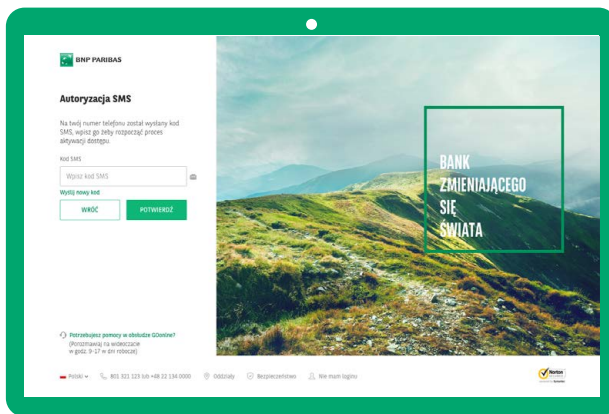 BNP PARIBAS
Autoryzacja SMS
Na twój numer telefonu został wysłany kod
SMS, wpisz go żeby rozpocząć proces
aktywacji dostępu
Kod SMS
Wpisz kod SMS
Wyślij nowy kod
WRÓĆ
POTWIERDŹ
BANK
ZMIENIAJĄCEGO
SIĘ
ŚWIATA
Potrzebujesz pomocy w obsłudze GOonline?
(Porozmawiaj na wideoczacie
w godz. 9-17 w dni robocze)
Polski
801 321 123 lub +48 22 134 0000
Oddziały
Bezpieczeństwo
Nie mam loginu
Norton